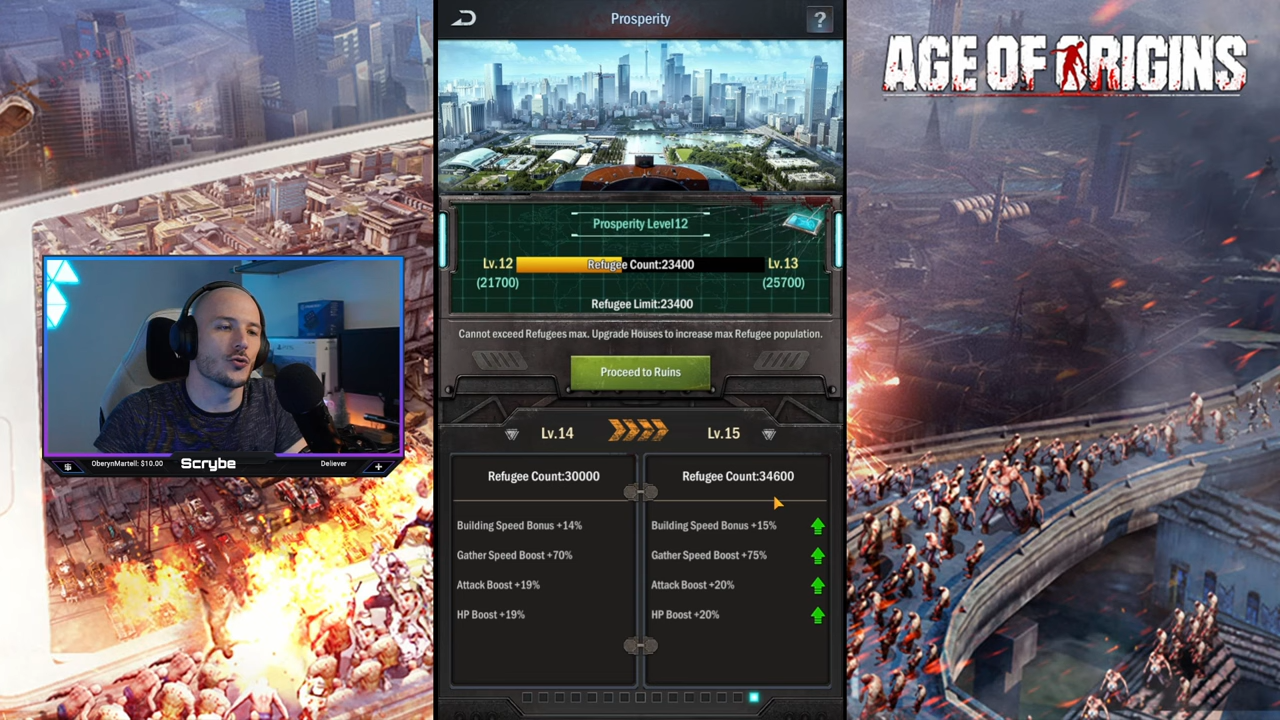 Prosperity
?
AGE OF ORIGINS
Prosperity Level12
Lv.12
Refugee Count:23400
Lv.13
(21700)
(25700)
Refugee Limit:23400
Cannot exceed Refugees max. Upgrade Houses to increase max Refugee population.
Proceed to Ruins
Lv.14
Lv.15
Refugee Count:30000
Refugee Count:34600
Building Speed Bonus +14%
Building Speed Bonus +15%
Gather Speed Boost +70%
Gather Speed Boost +75%
Attack Boost +19%
Attack Boost +20%
HP Boost +19%
HP Boost +20%
OberynMartell: $10.00
Scrybe
Deliever